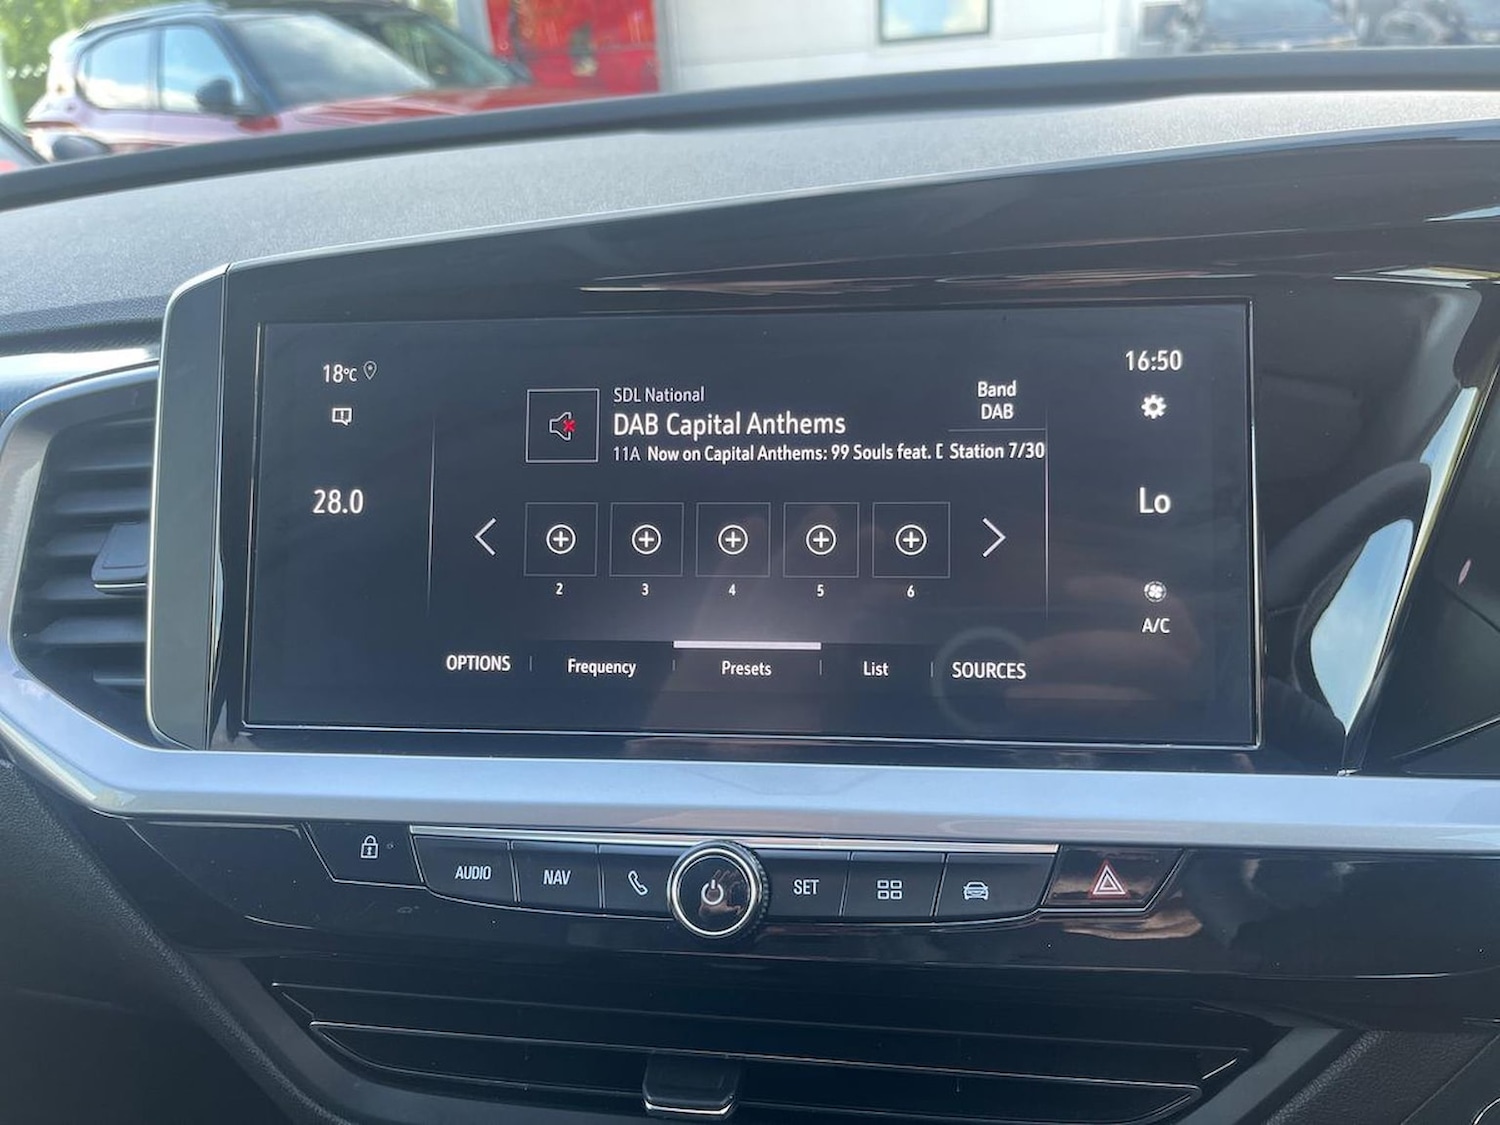 18°C
16:50
SDL National
DAB Capital Anthems
11A Now on Capital Anthems: 99 Souls feat. D
Band
DAB
Station 7/30
28.0
Lo
2 3 4 5 6
A/C
OPTIONS Frequency Presets List SOURCES
AUDIO NAV SET